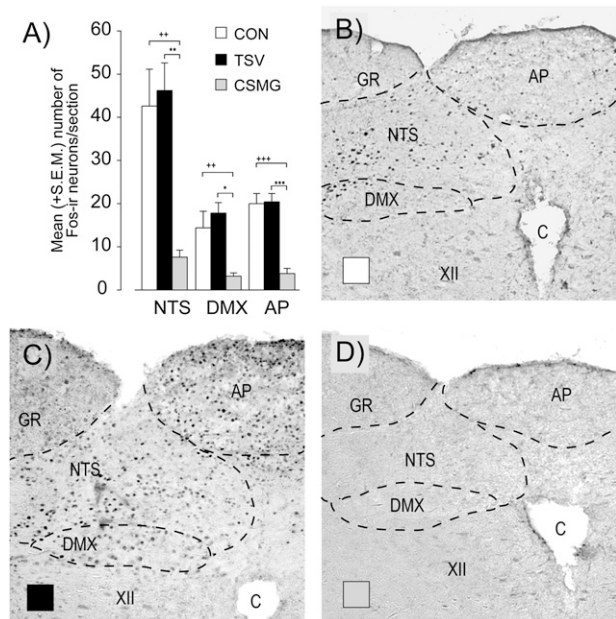 A)
CON
TSV
CSMG
Mean (+S.E.M.) number of
Fos-ir neurons/section
60
50
40
30
20
10
0
++
**
++
*
+++
***
NTS DMX AP
B)
GR
AP
NTS
DMX
C
XII
C)
AP
GR
NTS
DMX
XII
C
D)
GR
AP
NTS
DMX
C
XII